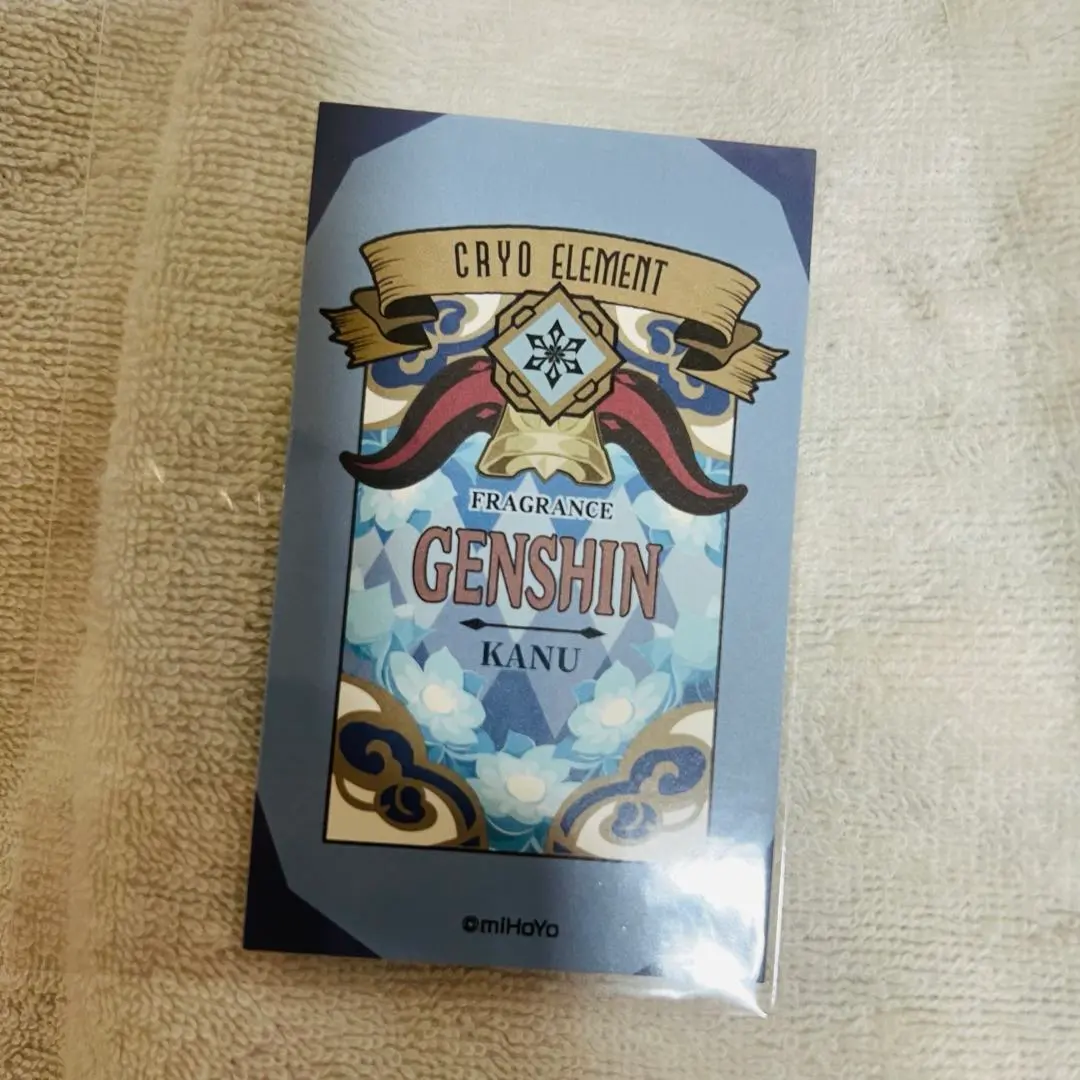 CRYO ELEMENT
FRAGRANCE
GENSHIN
KANU
@miHoYo